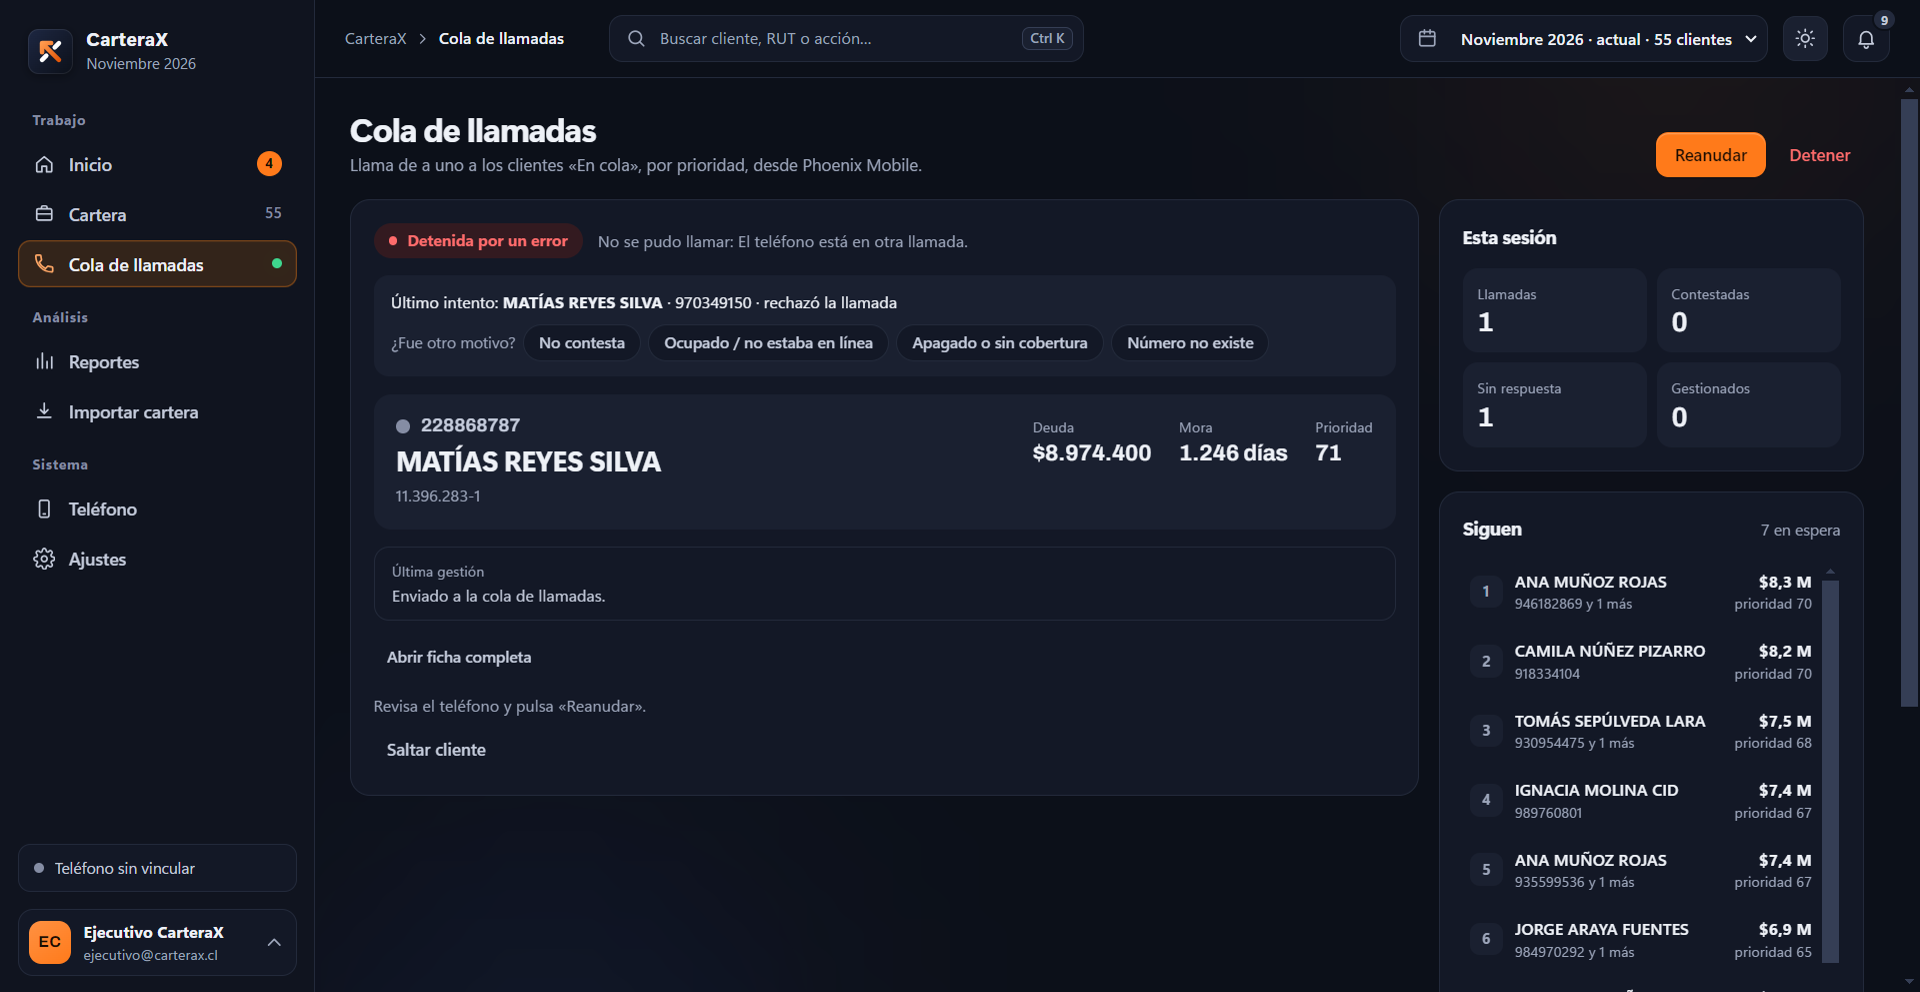 CarteraX
Noviembre 2026
Trabajo
Inicio
4
Cartera
55
Cola de llamadas
Análisis
Reportes
Importar cartera
Sistema
Teléfono
Ajustes
Teléfono sin vincular
EC
Ejecutivo CarteraX
ejecutivo@carterax.cl
CarteraX > Cola de llamadas
Buscar cliente, RUT o acción...
Ctrl K
Noviembre 2026 · actual · 55 clientes
9
Cola de llamadas
Llama de a uno a los clientes «En cola», por prioridad, desde Phoenix Mobile.
Reanudar
Detener
Detenida por un error
No se pudo llamar: El teléfono está en otra llamada.
Último intento: MATÍAS REYES SILVA · 970349150 · rechazó la llamada
¿Fue otro motivo?
No contesta
Ocupado / no estaba en línea
Apagado o sin cobertura
Número no existe
228868787
MATÍAS REYES SILVA
11.396.283-1
Deuda
$8.974.400
Mora
1.246 días
Prioridad
71
Última gestión
Enviado a la cola de llamadas.
Abrir ficha completa
Revisa el teléfono y pulsa «Reanudar».
Saltar cliente
Esta sesión
Llamadas
1
Contestadas
0
Sin respuesta
1
Gestionados
0
Siguen
7 en espera
1
ANA MUÑOZ ROJAS
$8,3 M
946182869 y 1 más
prioridad 70
2
CAMILA NÚÑEZ PIZARRO
$8,2 M
918334104
prioridad 70
3
TOMÁS SEPÚLVEDA LARA
$7,5 M
930954475 y 1 más
prioridad 68
4
IGNACIA MOLINA CID
$7,4 M
989760801
prioridad 67
5
ANA MUÑOZ ROJAS
$7,4 M
935599536 y 1 más
prioridad 67
6
JORGE ARAYA FUENTES
$6,9 M
984970292 y 1 más
prioridad 65